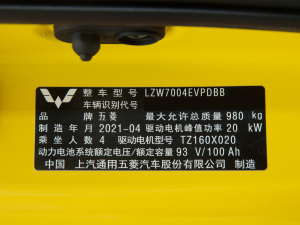 整车型号 LZW7004EVPDBB
车辆识别代号
品牌 五菱 最大允许总质量 980 kg
年月 2021-04 驱动电机峰值功率 20 kW
乘坐人数 4 驱动电机型号 TZ160X020
动力电池系统额定电压/额定容量 93 V/100 Ah
中国 上汽通用五菱汽车股份有限公司 制造